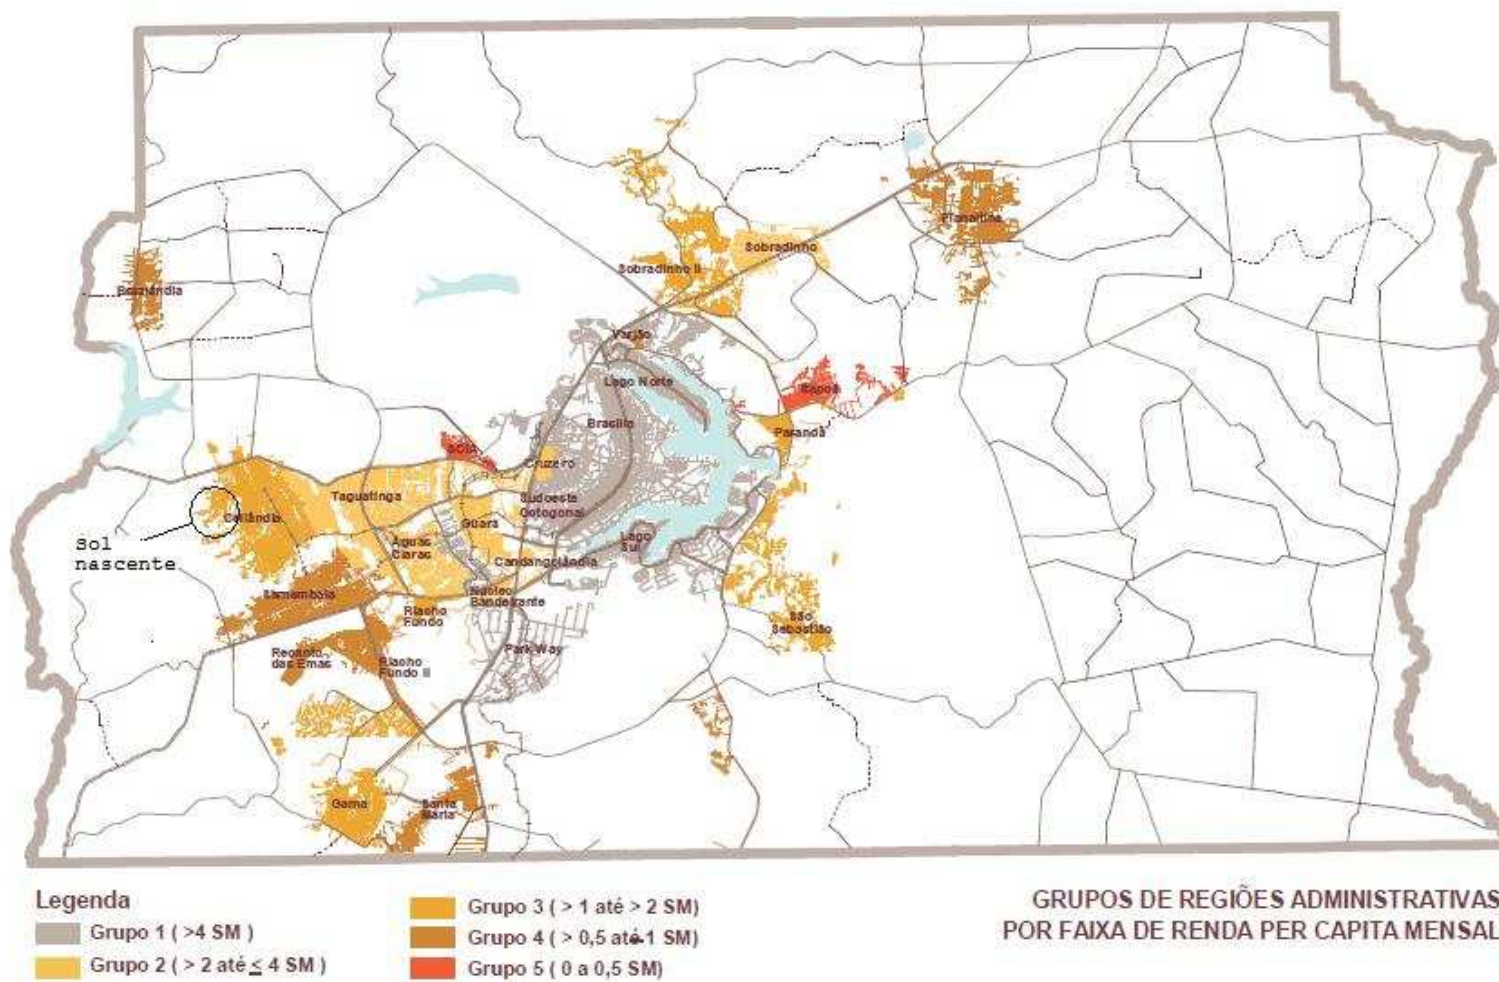 Planaltina
Sobradinho
Sobradinho II
Brazlândia
Varjão
Lago Norte
Itapoã
Brasília
Paranoá
SCIA
Cruzeiro
Taguatinga
Sudoeste
Octogonal
Ceilândia
Guará
Águas
Claras
Lago
Sul
Sol
nascente
Candangolândia
Samambaia
Núcleo
Bandeirante
Riacho
Fundo
São
Sebastião
Recanto
das Emas
Riacho
Fundo II
Park Way
Gama
Santa
Maria
Legenda
Grupo 1 ( >4 SM )
Grupo 2 ( > 2 até ≤ 4 SM )
Grupo 3 ( > 1 até > 2 SM)
Grupo 4 ( > 0,5 até 1 SM)
Grupo 5 ( 0 a 0,5 SM)
GRUPOS DE REGIÕES ADMINISTRATIVAS
POR FAIXA DE RENDA PER CAPITA MENSAL